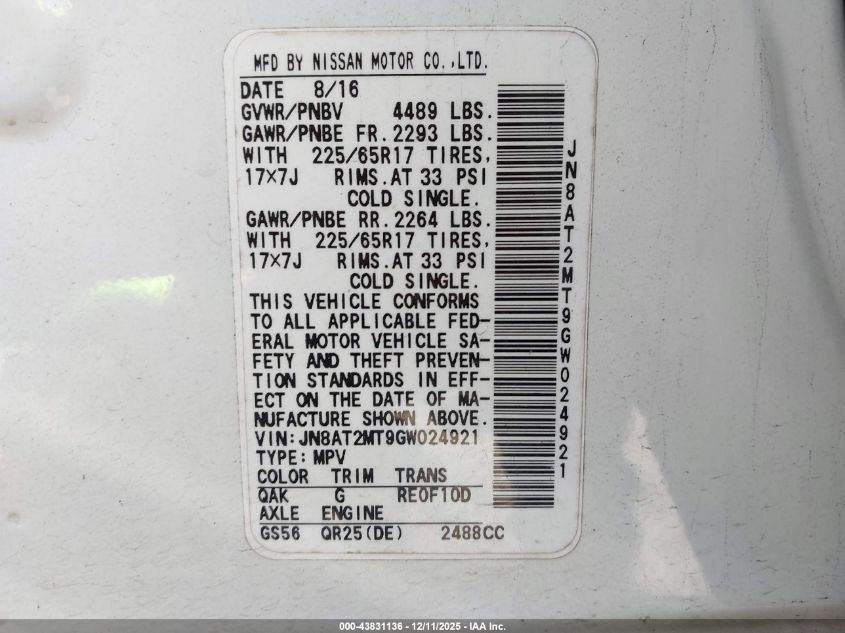 MFD BY NISSAN MOTOR CO.,LTD.
DATE 8/16
GVWR/PNBV 4489 LBS.
GAWR/PNBE FR.2293 LBS.
WITH 225/65R17 TIRES,
17×7J RIMS.AT 33 PSI
COLD SINGLE.
GAWR/PNBE RR.2264 LBS.
WITH 225/65R17 TIRES,
17×7J RIMS.AT 33 PSI
COLD SINGLE.
THIS VEHICLE CONFORMS
TO ALL APPLICABLE FED-
ERAL MOTOR VEHICLE SA-
FETY AND THEFT PREVEN-
TION STANDARDS IN EFF-
ECT ON THE DATE OF MA-
NUFACTURE SHOWN ABOVE.
VIN:JN8AT2MT9GW024921
TYPE:MPV
COLOR TRIM TRANS
QAK G RE0F10D
AXLE ENGINE
GS56 QR25(DE) 2488CC
JN8AT2MT9GW024921
000-43831136 - 12/11/2025 - IAA Inc.